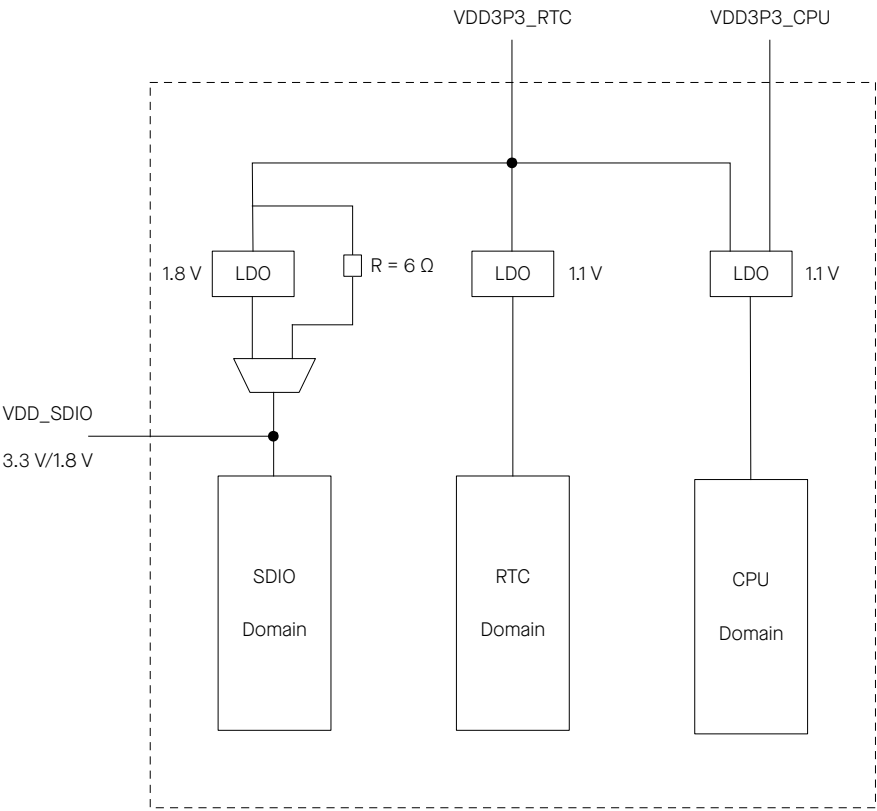 VDD3P3_RTC
VDD3P3_CPU
1.8 V
LDO
R = 6 Ω
LDO
1.1 V
LDO
1.1 V
VDD_SDIO
3.3 V/1.8 V
SDIO
Domain
RTC
Domain
CPU
Domain